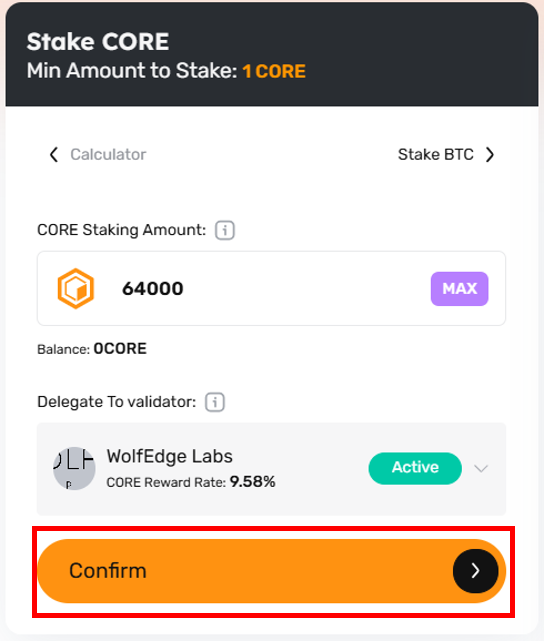 Stake CORE
Min Amount to Stake: 1 CORE
Calculator
Stake BTC
CORE Staking Amount:
64000
MAX
Balance: 0CORE
Delegate To validator:
WolfEdge Labs
Active
CORE Reward Rate: 9.58%
Confirm